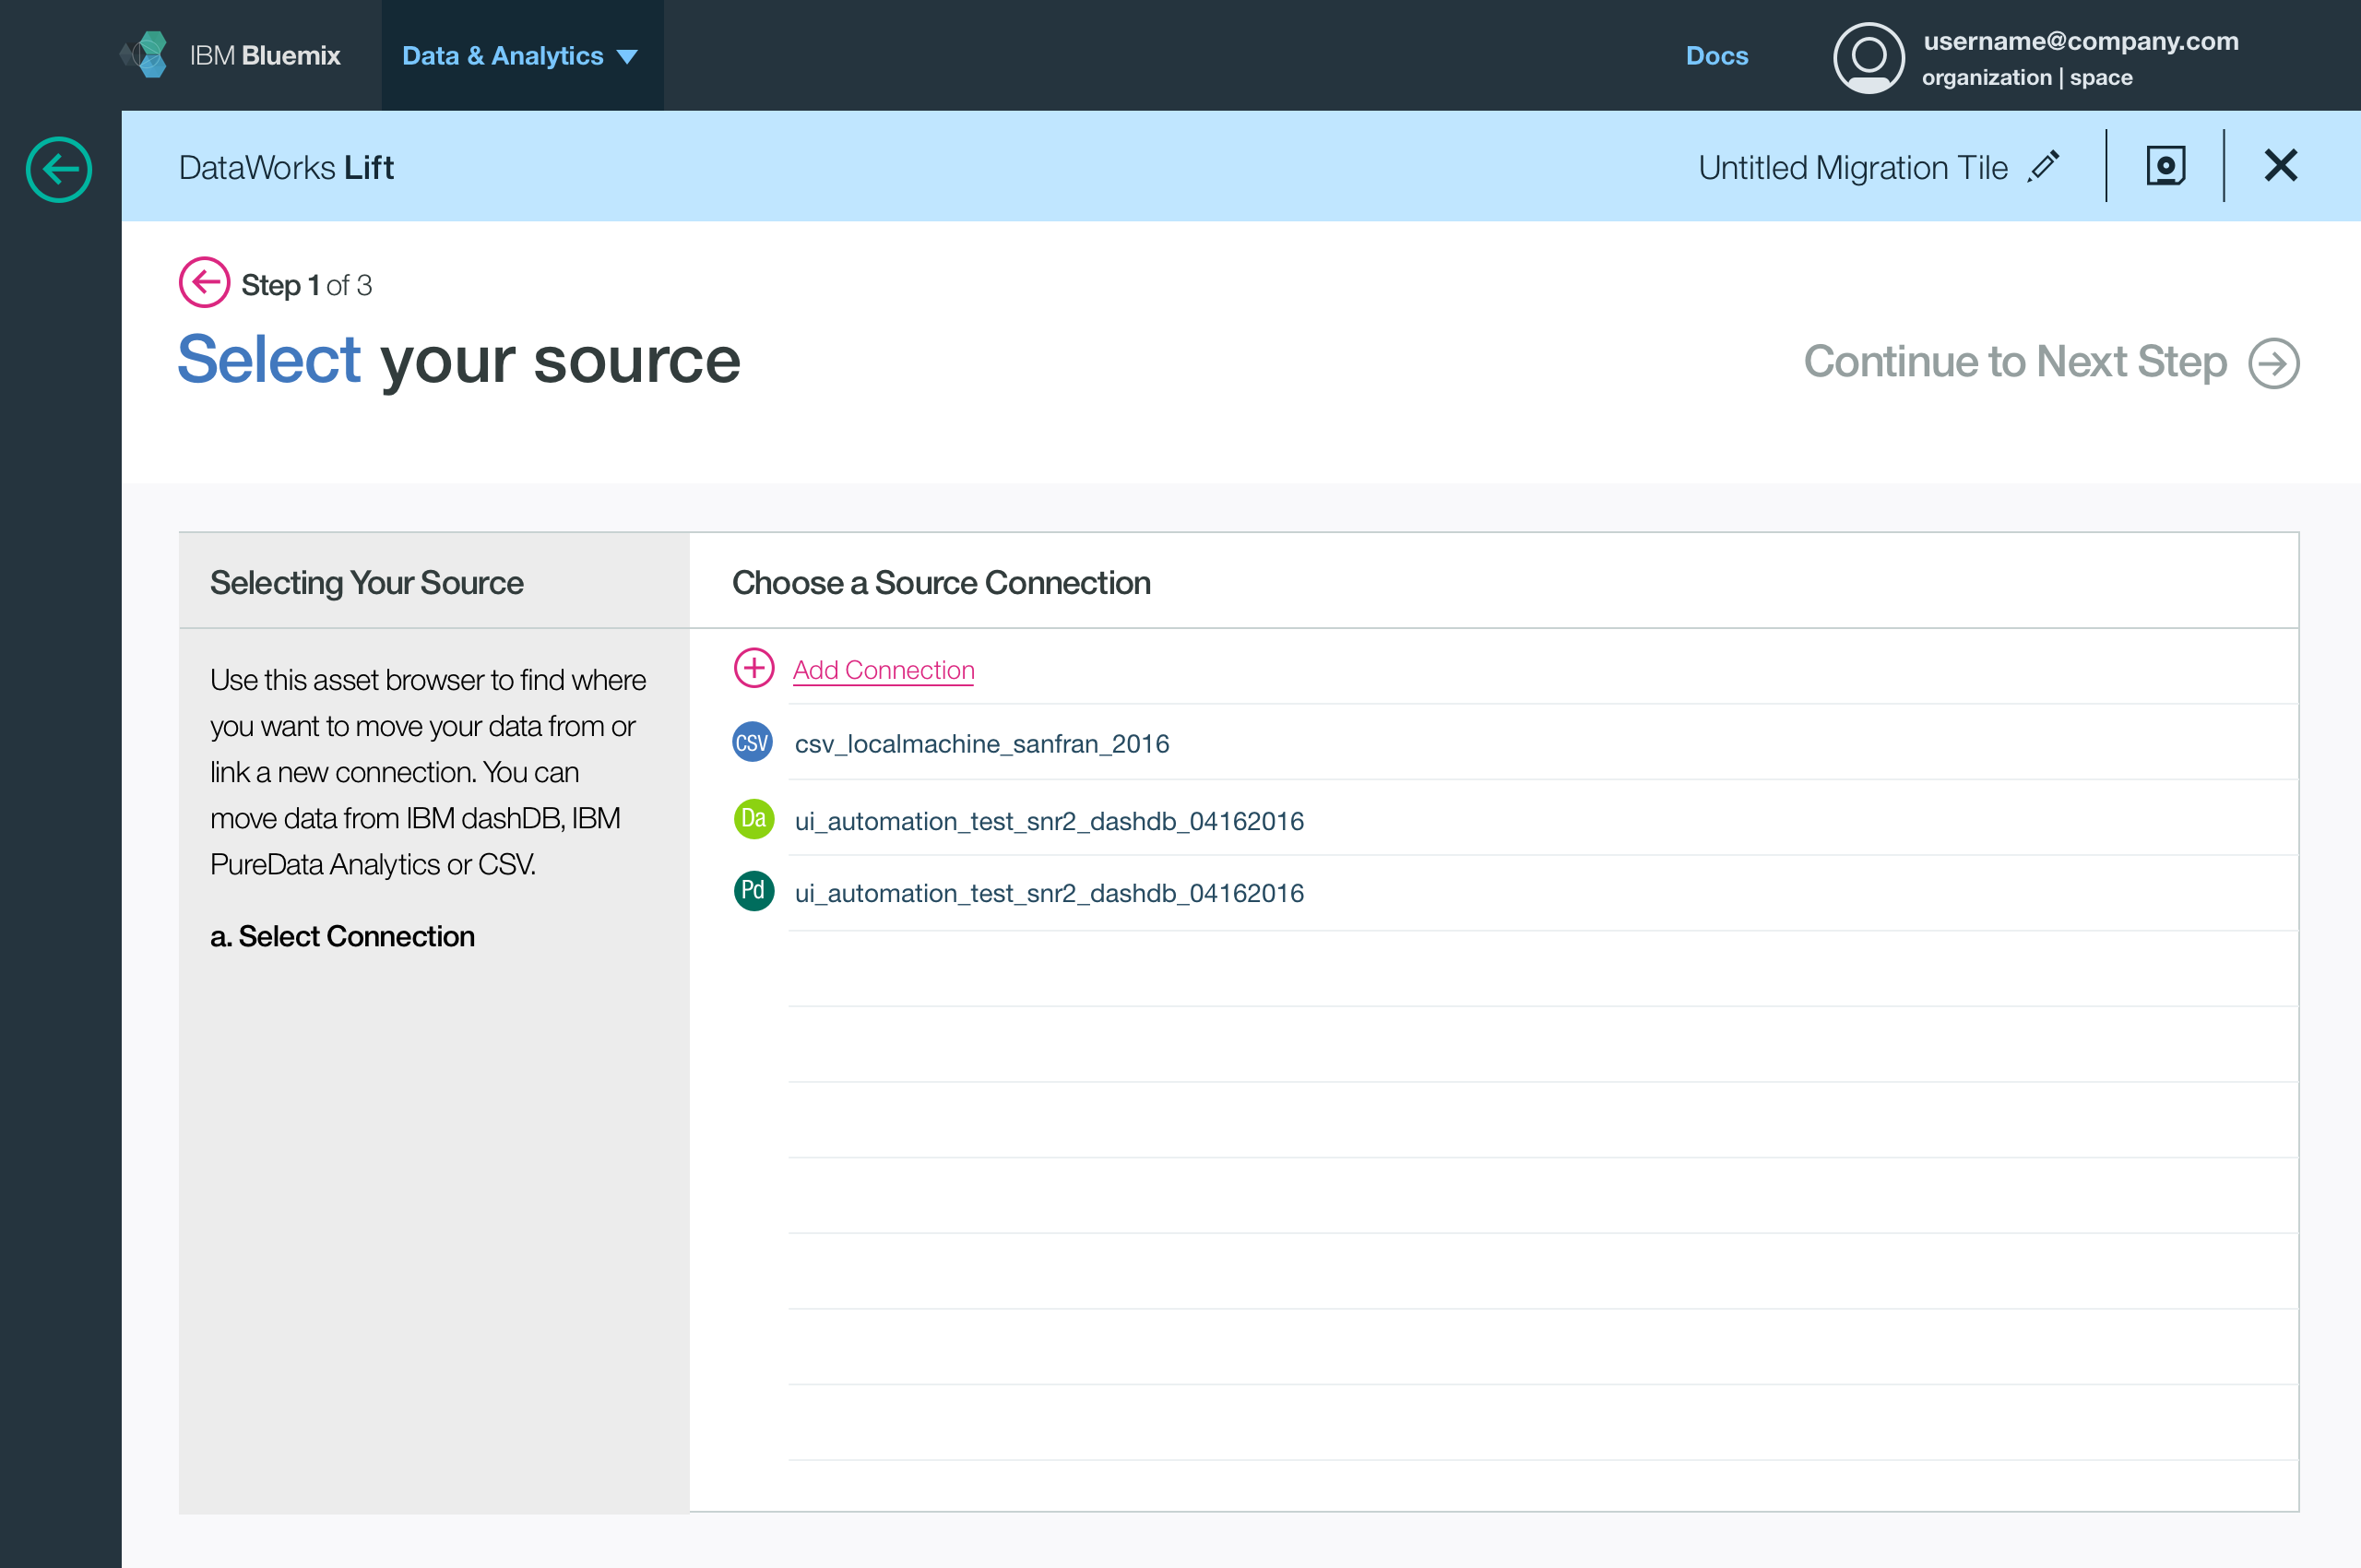 IBM Bluemix
Data & Analytics
Docs
username@company.com
organization | space
DataWorks Lift
Untitled Migration Tile
Step 1 of 3
Select your source
Continue to Next Step
Selecting Your Source
Use this asset browser to find where
you want to move your data from or
link a new connection. You can
move data from IBM dashDB, IBM
PureData Analytics or CSV.
a. Select Connection
Choose a Source Connection
Add Connection
CSV csv_localmachine_sanfran_2016
Da ui_automation_test_snr2_dashdb_04162016
Pd ui_automation_test_snr2_dashdb_04162016